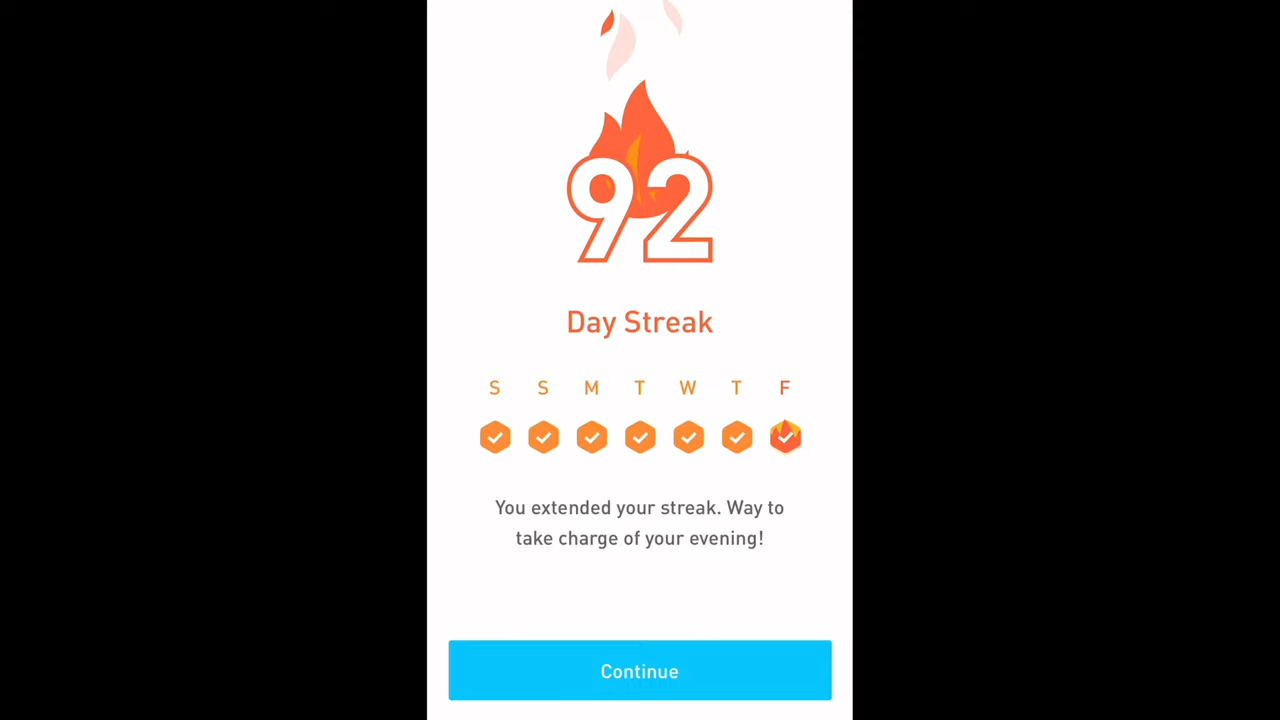 92
Day Streak
S S M T W T F
You extended your streak. Way to
take charge of your evening!
Continue